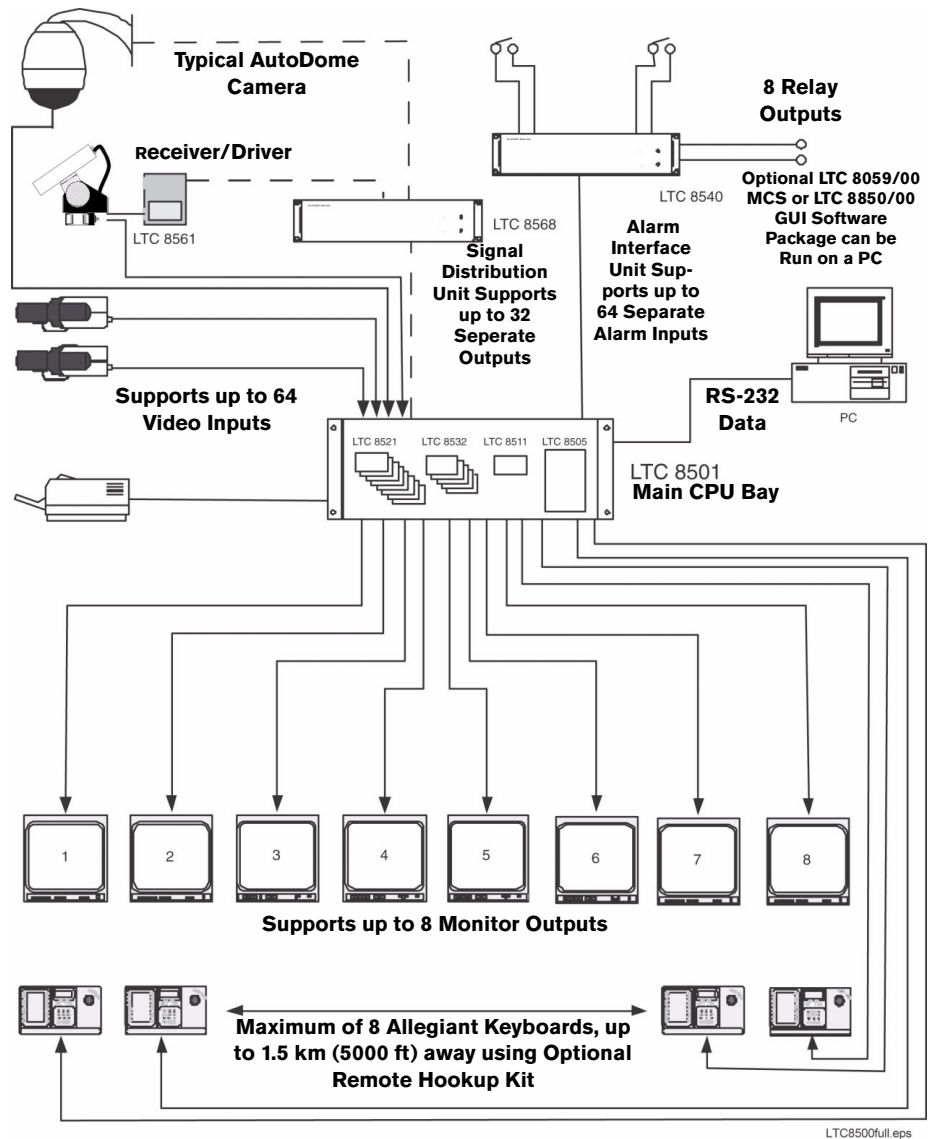 Typical AutoDome
Camera
Receiver/Driver
LTC 8561
LTC 8568
Signal
Distribution
Unit Supports
up to 32
Seperate
Outputs
LTC 8540
Alarm
Interface
Unit Sup-
ports up to
64 Separate
Alarm Inputs
8 Relay
Outputs
Optional LTC 8059/00
MCS or LTC 8850/00
GUI Software
Package can be
Run on a PC
Supports up to 64
Video Inputs
RS-232
Data
PC
LTC 8521 LTC 8532 LTC 8511 LTC 8505
LTC 8501
Main CPU Bay
1 2 3 4 5 6 7 8
Supports up to 8 Monitor Outputs
Maximum of 8 Allegiant Keyboards, up
to 1.5 km (5000 ft) away using Optional
Remote Hookup Kit
LTC8500full.eps